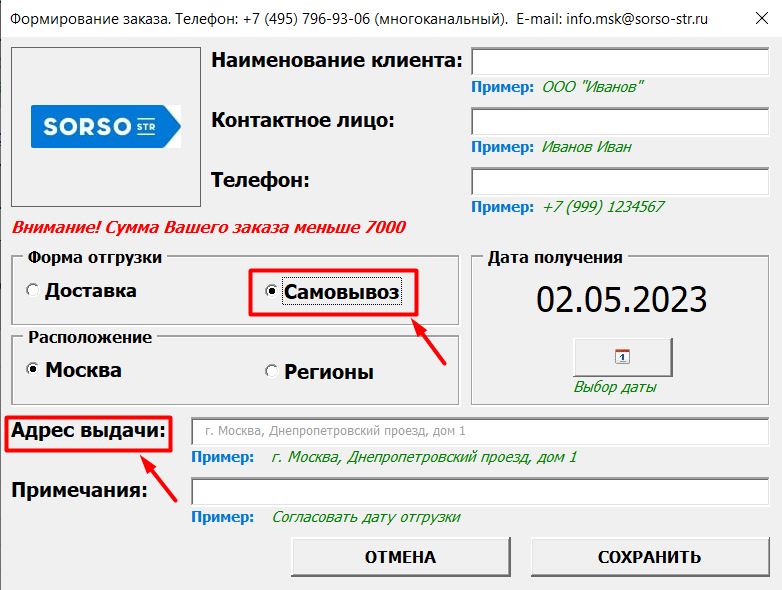 Формирование заказа. Телефон: +7 (495) 796-93-06 (многоканальный). E-mail: info.msk@sorso-str.ru
SORSO STR
Наименование клиента:
Пример: ООО "Иванов"
Контактное лицо:
Пример: Иванов Иван
Телефон:
Пример: +7 (999) 1234567
Внимание! Сумма Вашего заказа меньше 7000
Форма отгрузки
Доставка
Самовывоз
Дата получения
02.05.2023
1
Выбор даты
Расположение
Москва
Регионы
Адрес выдачи:
г. Москва, Днепропетровский проезд, дом 1
Пример: г. Москва, Днепропетровский проезд, дом 1
Примечания:
Пример: Согласовать дату отгрузки
ОТМЕНА
СОХРАНИТЬ